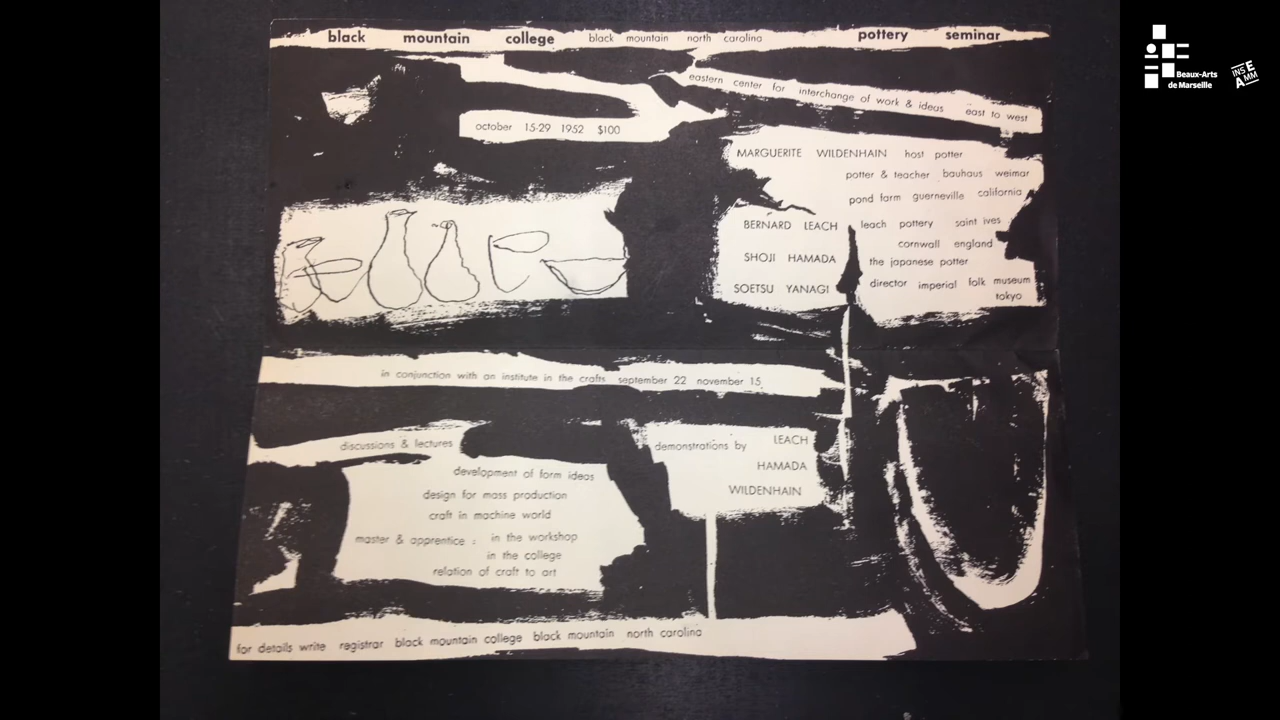 black mountain college black mountain north carolina pottery seminar
eastern center for interchange of work & ideas east to west
october 15-29 1952 $100
MARGUERITE WILDENHAIN host potter
potter & teacher bauhaus weimar
pond farm guerneville california
BERNARD LEACH leach pottery saint ives
cornwall england
SHOJI HAMADA the japanese potter
SOETSU YANAGI director imperial folk museum
tokyo
in conjunction with an institute in the crafts september 22 november 15
discussions & lectures
development of form ideas
design for mass production
craft in machine world
master & apprentice : in the workshop
in the college
relation of craft to art
demonstrations by LEACH
HAMADA
WILDENHAIN
for details write registrar black mountain college black mountain north carolina
Beaux-Arts
de Marseille
INSE
AMM